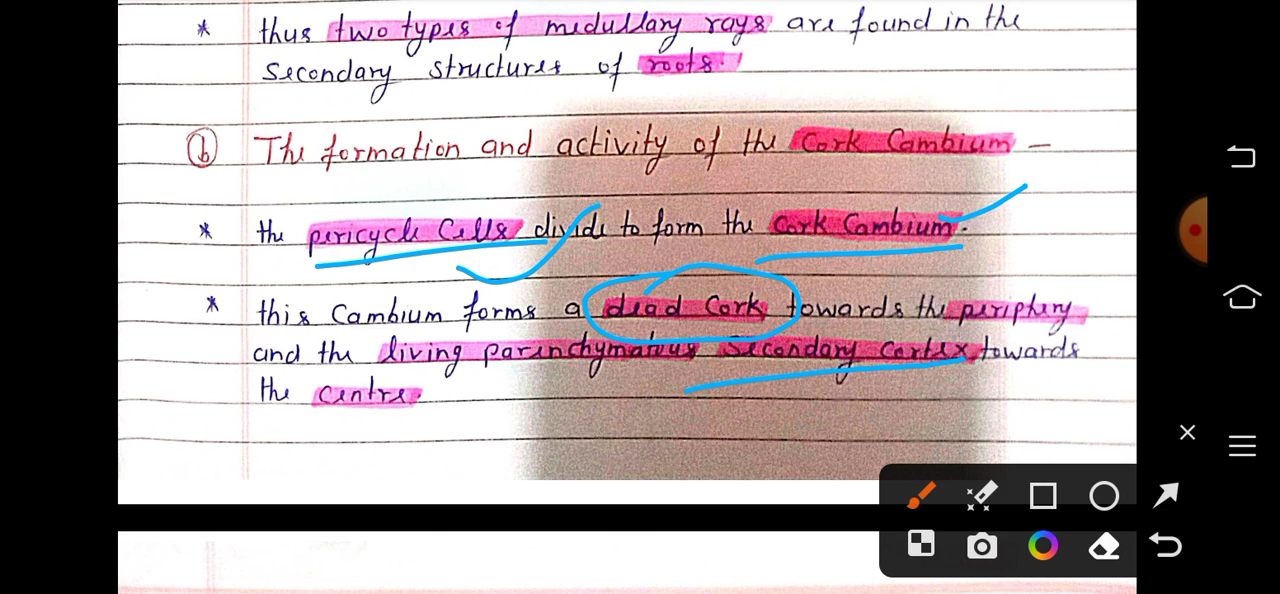 * thus two types of medullary rays are found in the
secondary structures of roots.
(b) The formation and activity of the Cork Cambium –
* the pericycle cells divide to form the Cork Cambium.
* this Cambium forms a dead Cork towards the periphery
and the living parenchymatous secondary cortex towards
the centre.